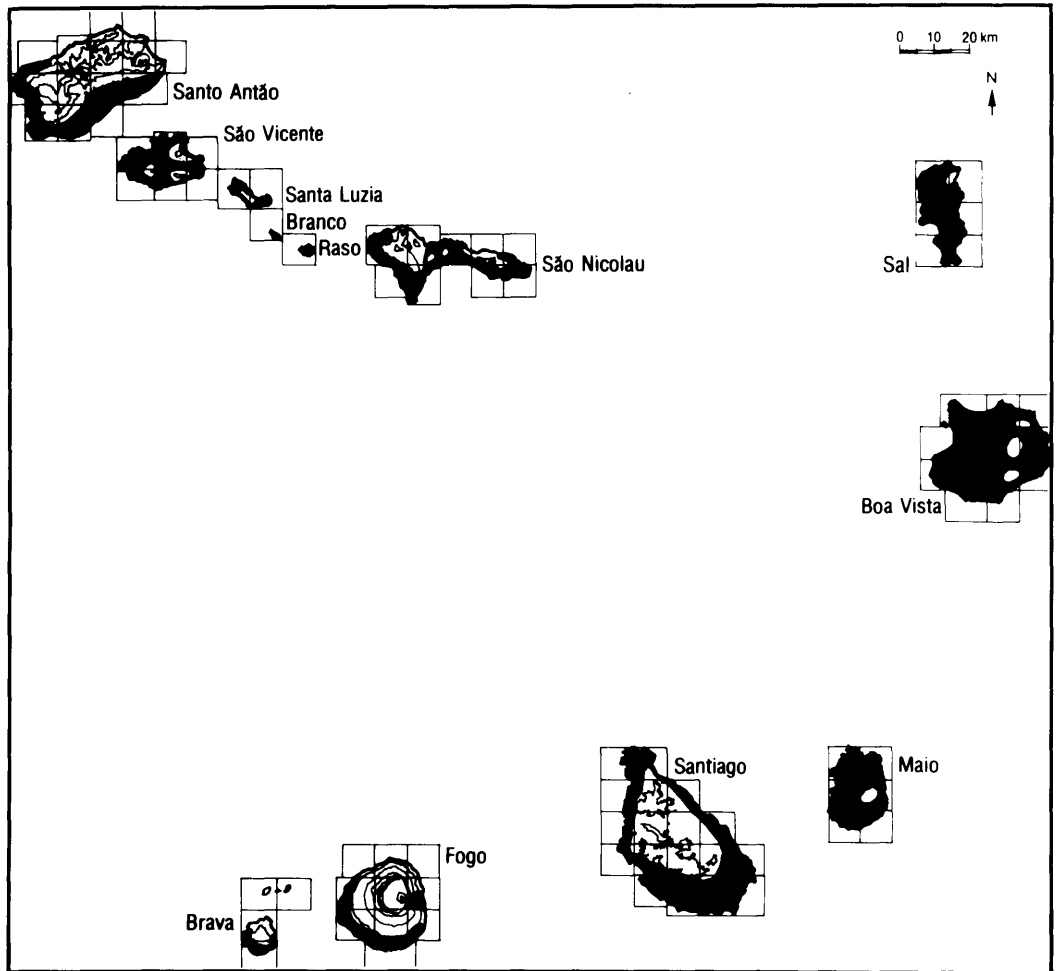 0 10 20 km
N
Santo Antão
São Vicente
Santa Luzia
Branco
Raso
São Nicolau
Sal
Boa Vista
Santiago
Maio
Fogo
Brava